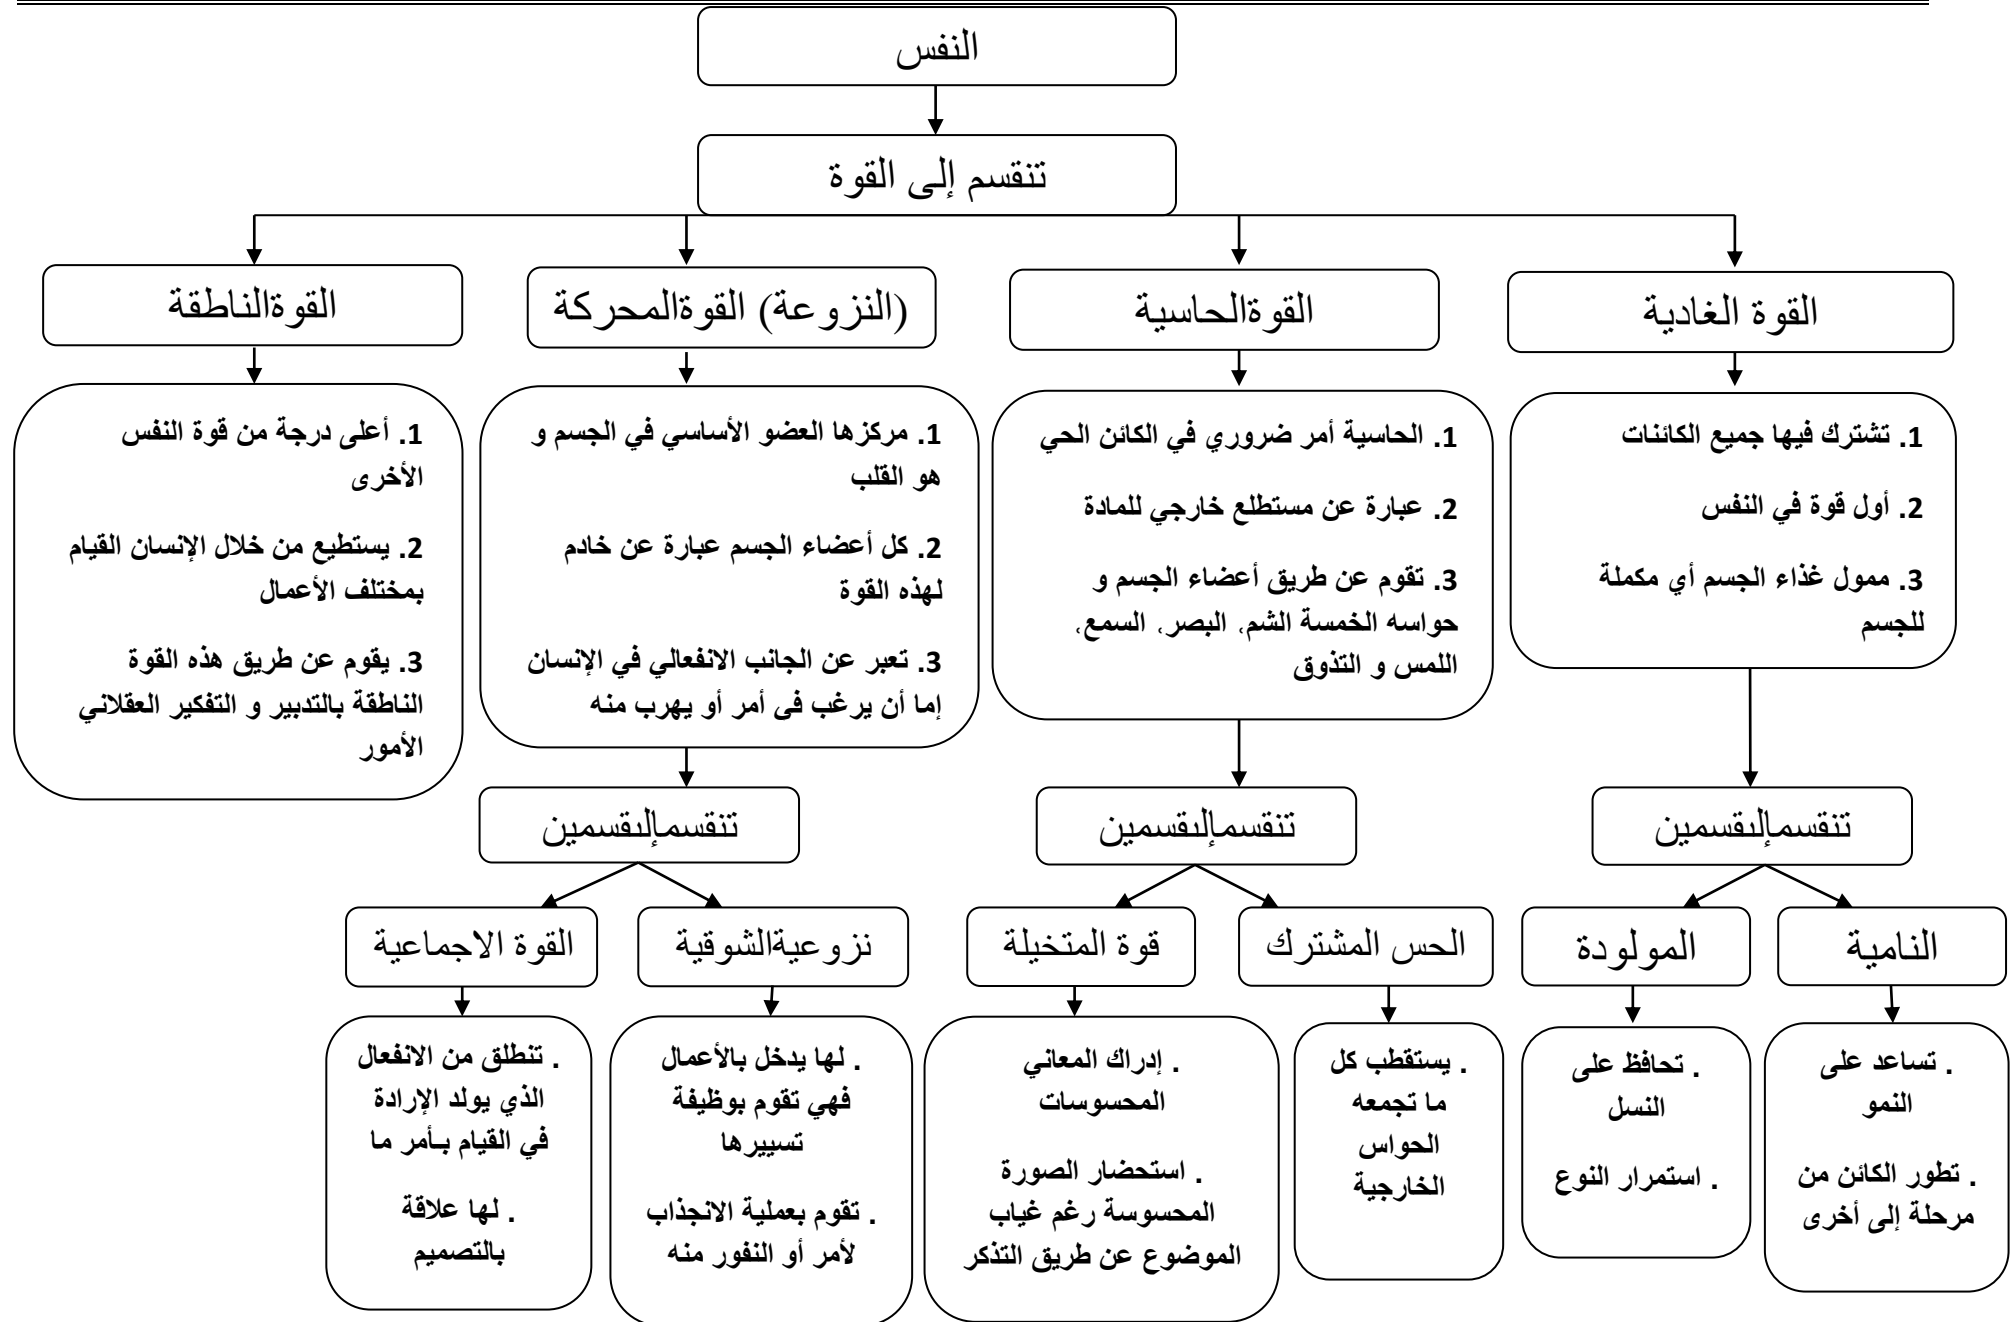 النفس
تنقسم إلى القوة
القوة الغادية
القوةالحاسية
(النزوعة) القوةالمحركة
القوةالناطقة
1. تشترك فيها جميع الكائنات
2. أول قوة في النفس
3. ممول غذاء الجسم أي مكملة
للجسم
1. الحاسية أمر ضروري في الكائن الحي
2. عبارة عن مستطلع خارجي للمادة
3. تقوم عن طريق أعضاء الجسم و
حواسه الخمسة الشم، البصر، السمع،
اللمس و التذوق
1. مركزها العضو الأساسي في الجسم و
هو القلب
2. كل أعضاء الجسم عبارة عن خادم
لهذه القوة
3. تعبر عن الجانب الانفعالي في الإنسان
إما أن يرغب فى أمر أو يهرب منه
1. أعلى درجة من قوة النفس
الأخرى
2. يستطيع من خلال الإنسان القيام
بمختلف الأعمال
3. يقوم عن طريق هذه القوة
الناطقة بالتدبير و التفكير العقلاني
الأمور
تنقسمإلىقسمين
تنقسمإلىقسمين
تنقسمإلىقسمين
النامية
المولودة
الحس المشترك
قوة المتخيلة
نزوعيةالشوقية
القوة الاجماعية
. تساعد على
النمو
. تطور الكائن من
مرحلة إلى أخرى
. تحافظ على
النسل
. استمرار النوع
. يستقطب كل
ما تجمعه
الحواس
الخارجية
. إدراك المعاني
المحسوسات
. استحضار الصورة
المحسوسة رغم غياب
الموضوع عن طريق التذكر
. لها يدخل بالأعمال
فهي تقوم بوظيفة
تسييرها
. تقوم بعملية الانجذاب
لأمر أو النفور منه
. تنطلق من الانفعال
الذي يولد الإرادة
في القيام بأمر ما
. لها علاقة
بالتصميم